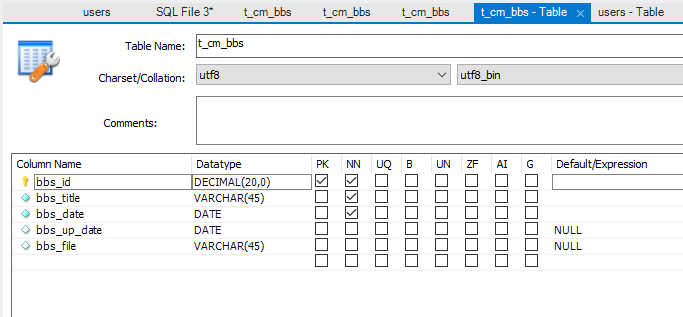 users SQL File 3* t_cm_bbs t_cm_bbs t_cm_bbs t_cm_bbs - Table × users - Table
Table Name: t_cm_bbs
Charset/Collation: utf8 utf8_bin
Comments:
Column Name Datatype PK NN UQ B UN ZF AI G Default/Expression
bbs_id DECIMAL(20,0)
bbs_title VARCHAR(45)
bbs_date DATE
bbs_up_date DATE NULL
bbs_file VARCHAR(45) NULL